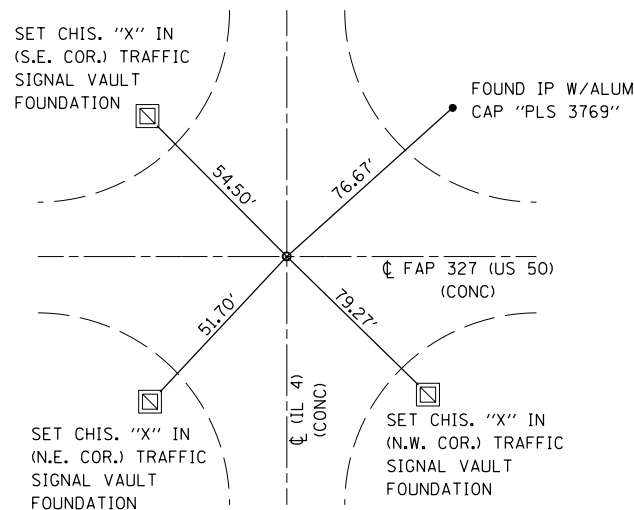 SET CHIS. "X" IN
(S.E. COR.) TRAFFIC
SIGNAL VAULT
FOUNDATION
FOUND IP W/ALUM
CAP "PLS 3769"
54.50'
76.67'
℄ FAP 327 (US 50)
(CONC)
51.70'
79.27'
℄ (IL 4)
(CONC)
SET CHIS. "X" IN
(N.E. COR.) TRAFFIC
SIGNAL VAULT
FOUNDATION
SET CHIS. "X" IN
(N.W. COR.) TRAFFIC
SIGNAL VAULT
FOUNDATION